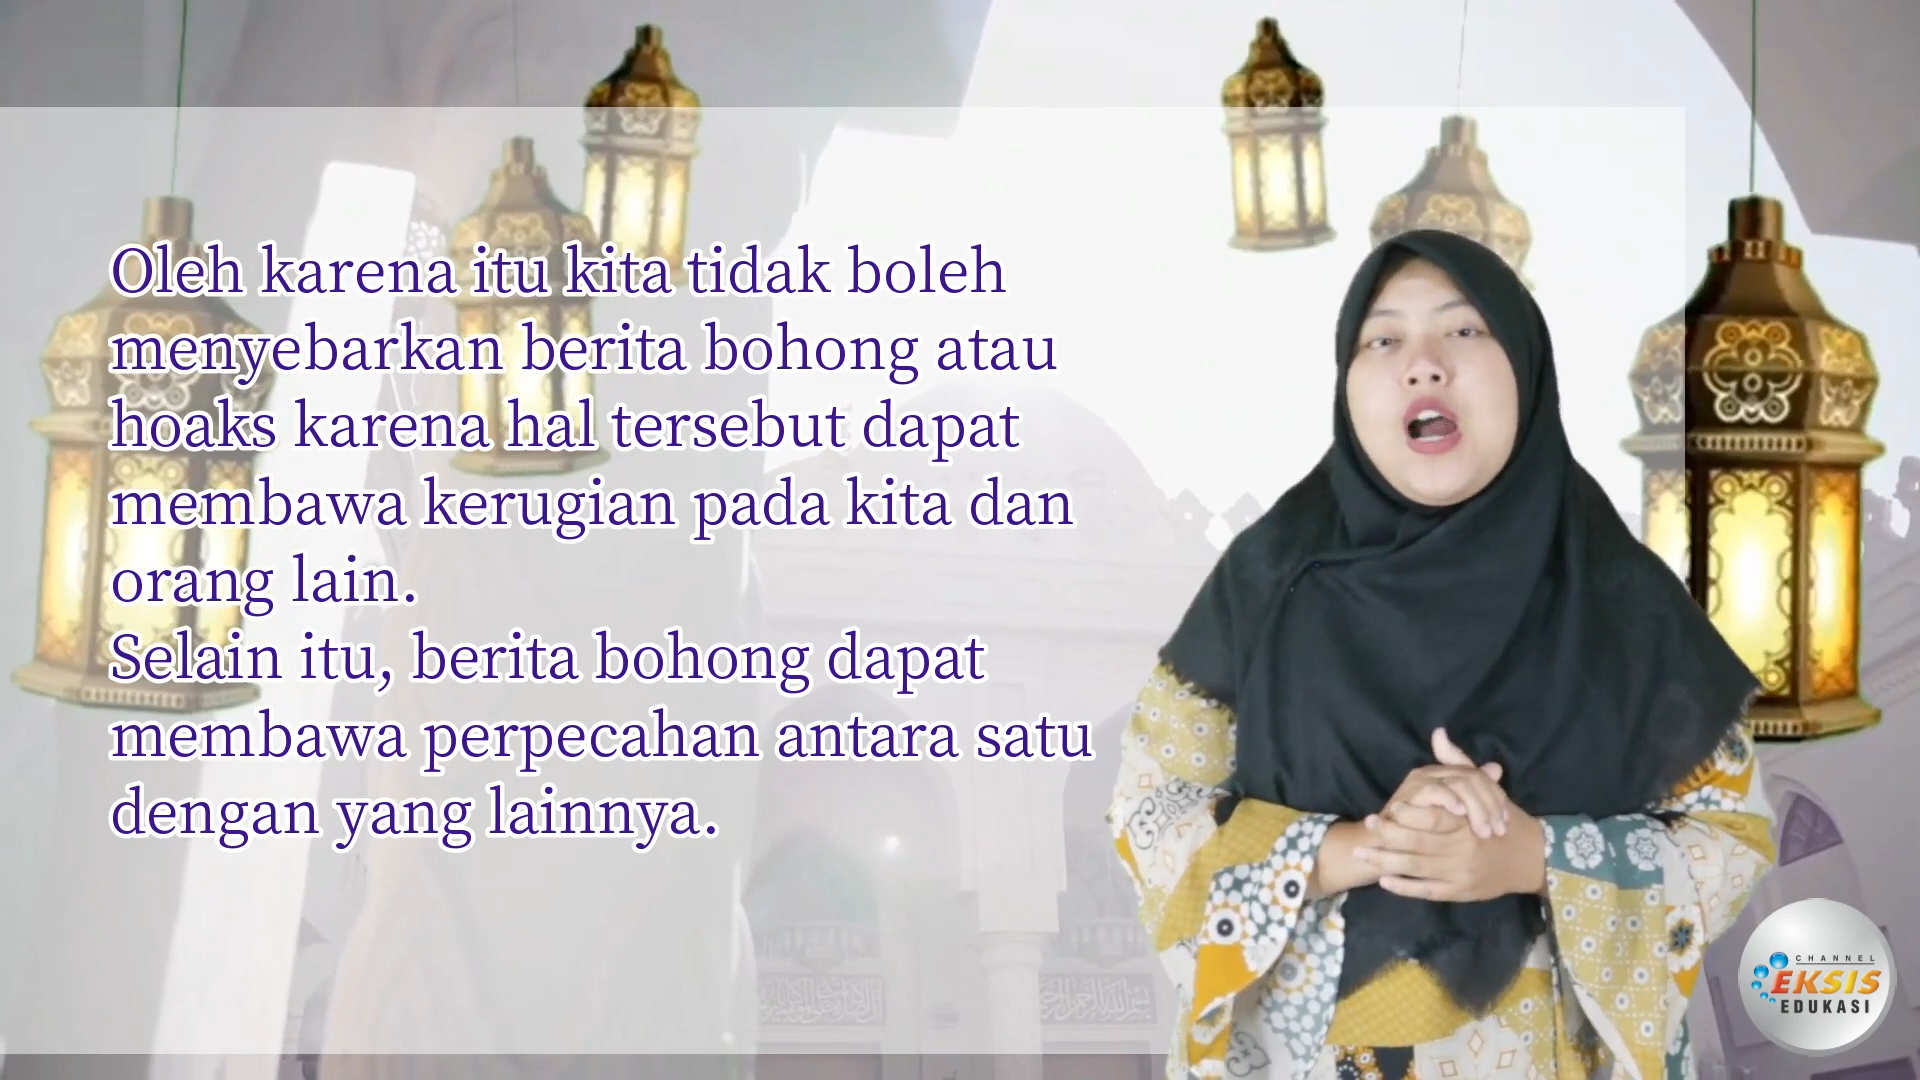 Oleh karena itu kita tidak boleh
menyebarkan berita bohong atau
hoaks karena hal tersebut dapat
membawa kerugian pada kita dan
orang lain.
Selain itu, berita bohong dapat
membawa perpecahan antara satu
dengan yang lainnya.
CHANNEL
EKSIS
EDUKASI